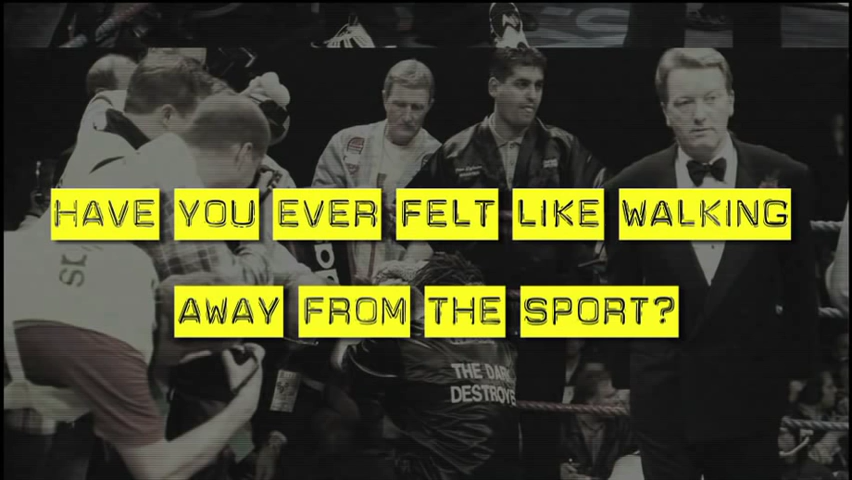 HAVE YOU EVER FELT LIKE WALKING
AWAY FROM THE SPORT?
THE DARK
DESTROYE